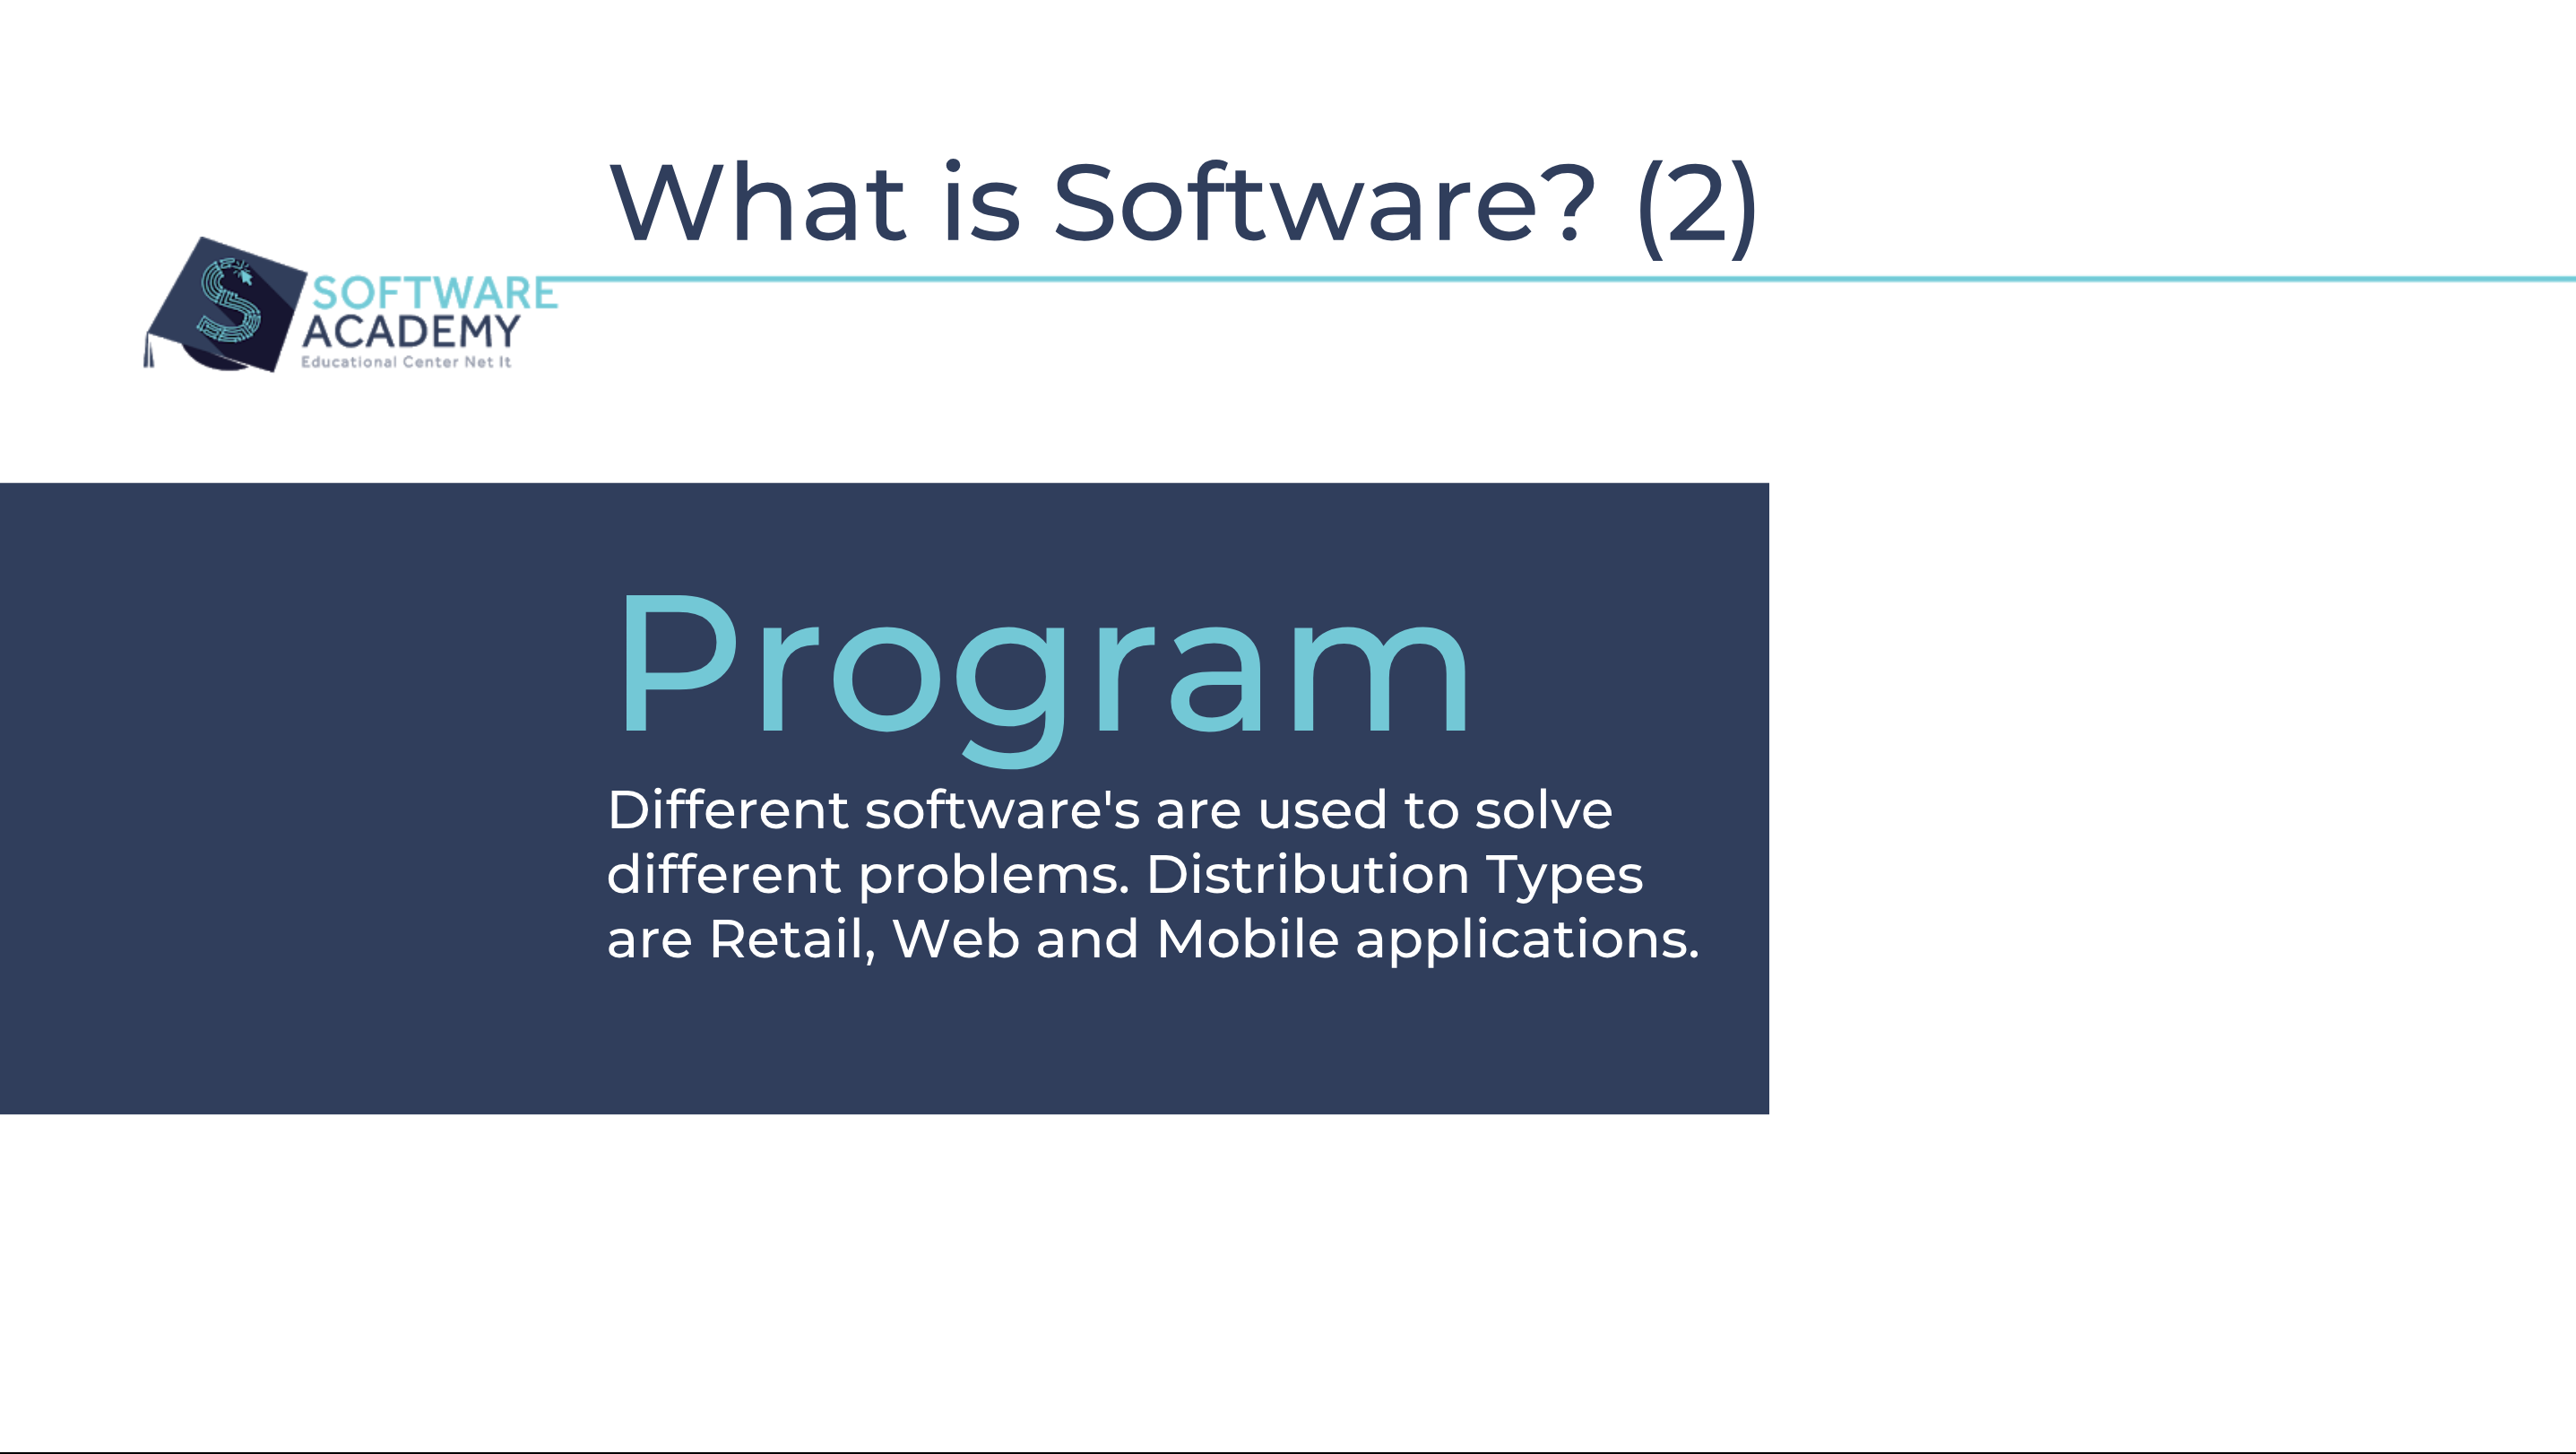 What is Software? (2)
SOFTWARE
ACADEMY
Educational Center Net It
Program
Different software's are used to solve
different problems. Distribution Types
are Retail, Web and Mobile applications.